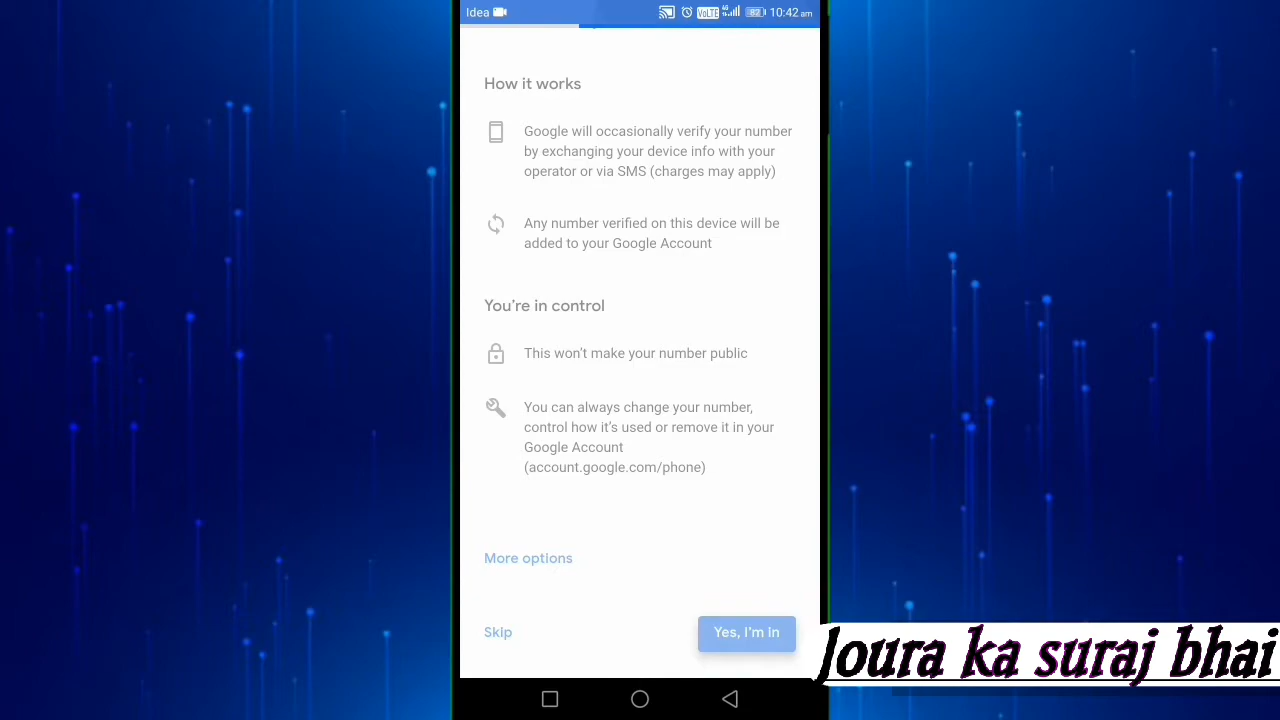 Idea VoLTE 4G 82 10:42 am
How it works
Google will occasionally verify your number
by exchanging your device info with your
operator or via SMS (charges may apply)
Any number verified on this device will be
added to your Google Account
You're in control
This won't make your number public
You can always change your number,
control how it's used or remove it in your
Google Account
(account.google.com/phone)
More options
Skip Yes, I'm in
Joura ka suraj bhai